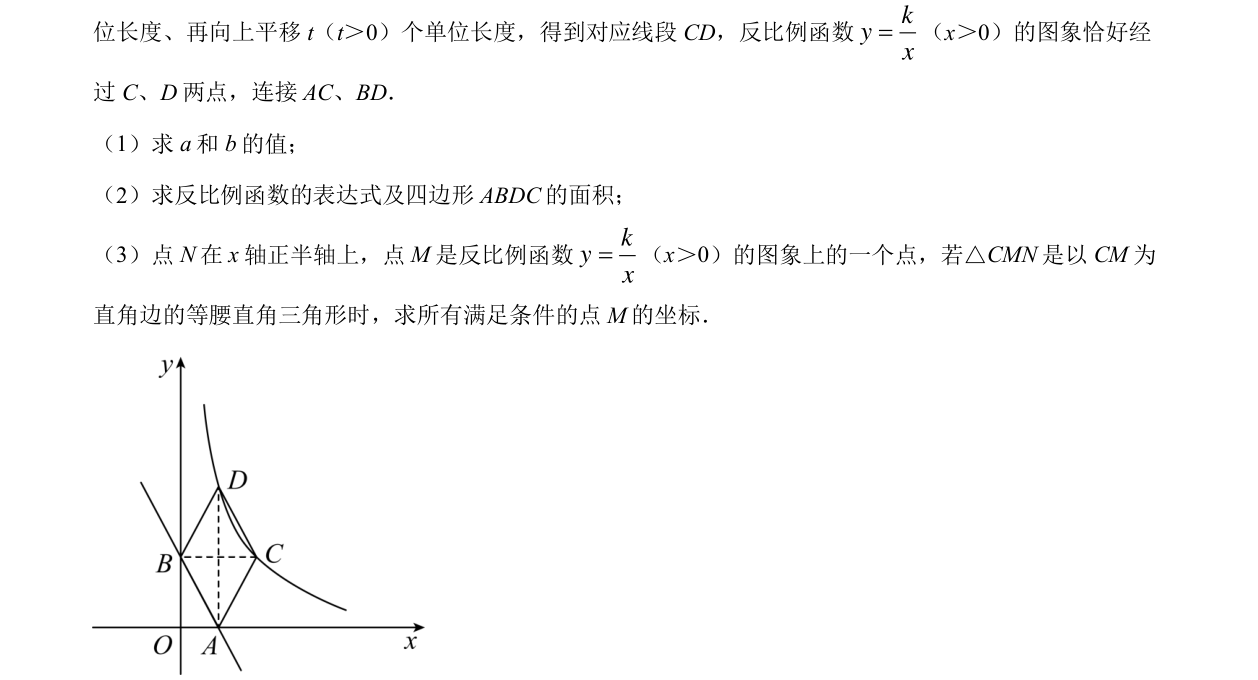 位长度、再向上平移 t（t＞0）个单位长度，得到对应线段 CD，反比例函数 y = k/x （x＞0）的图象恰好经
过 C、D 两点，连接 AC、BD．
（1）求 a 和 b 的值；
（2）求反比例函数的表达式及四边形 ABDC 的面积；
（3）点 N 在 x 轴正半轴上，点 M 是反比例函数 y = k/x （x＞0）的图象上的一个点，若△CMN 是以 CM 为
直角边的等腰直角三角形时，求所有满足条件的点 M 的坐标．
y
D
B
C
O
A
x